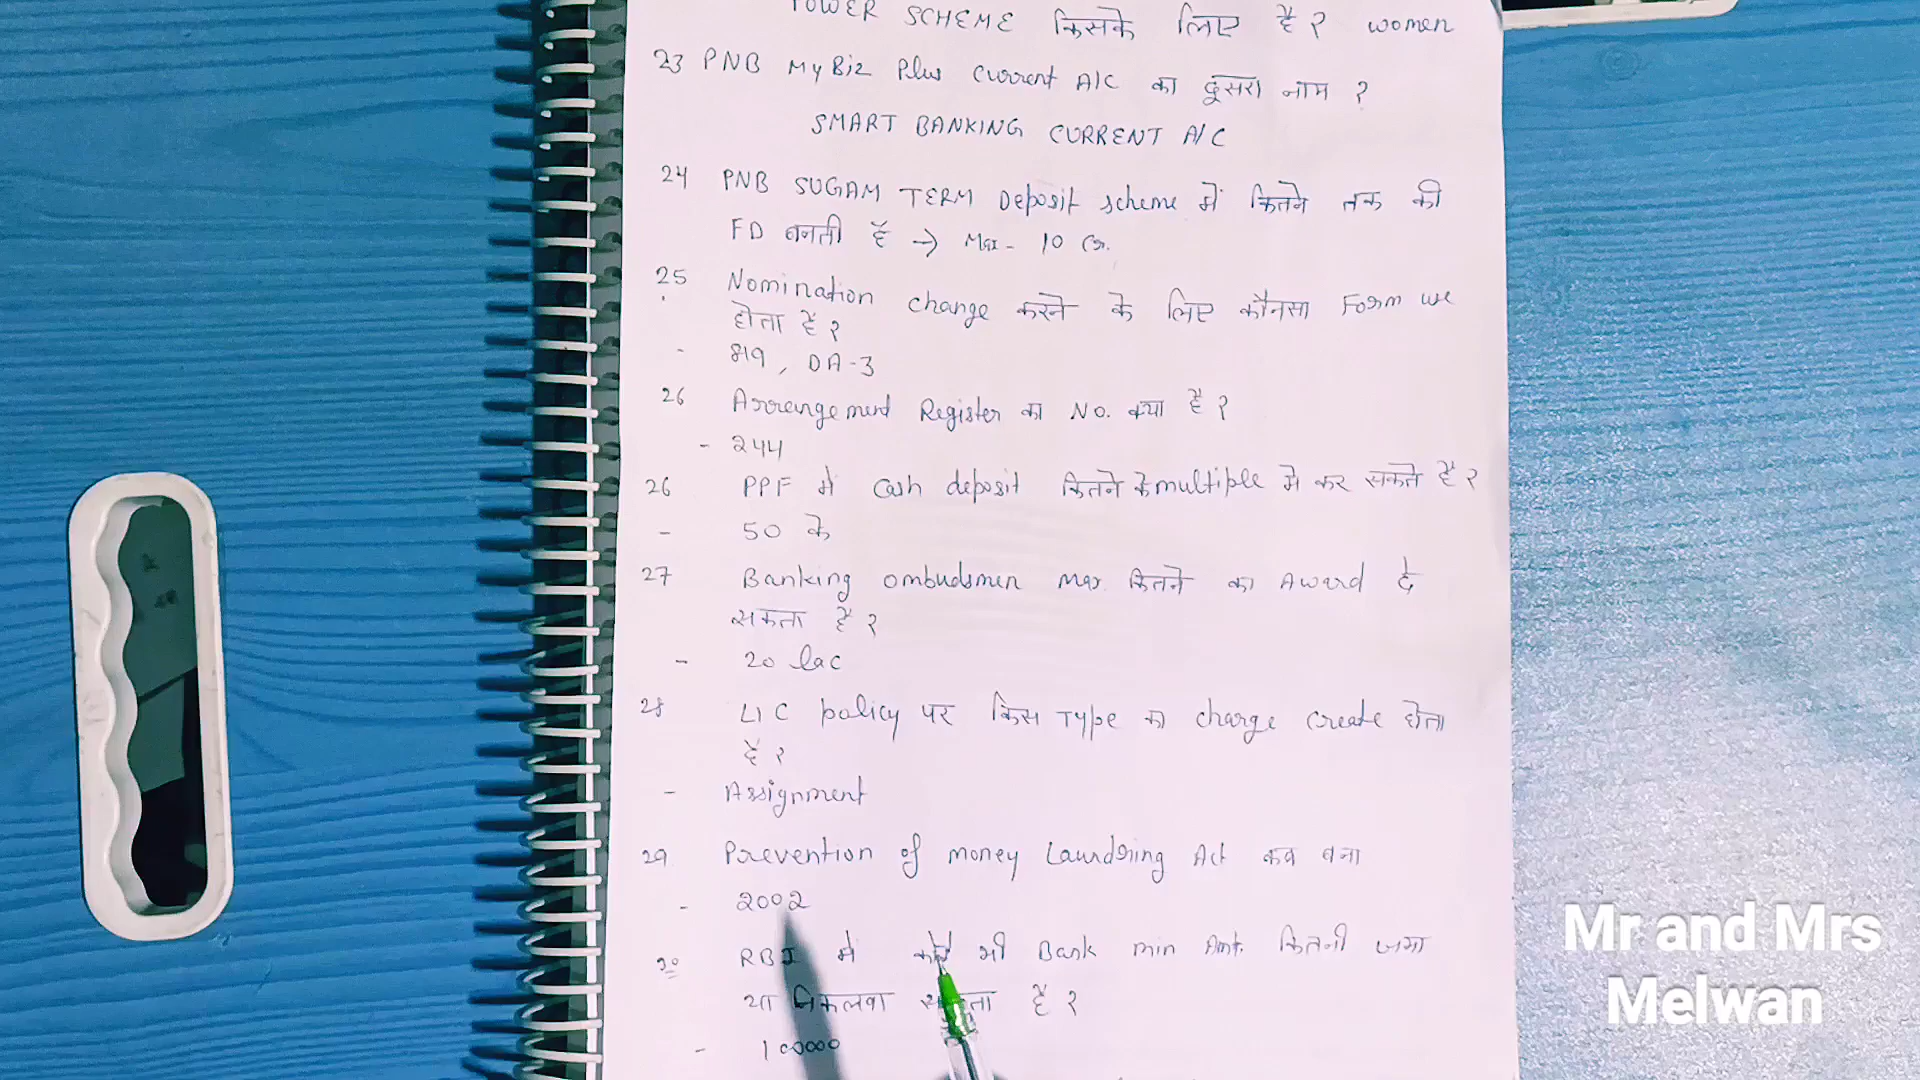 POWER SCHEME किसके लिए है ? women
23 PNB MyBiz Plus Current A/C का दूसरा नाम ?
SMART BANKING CURRENT A/C
24 PNB SUGAM TERM Deposit scheme में कितने तक की
FD बनती है → Max - 10 Cr.
25 Nomination change करने के लिए कौनसा Form use
होता है ?
- 819, DA-3
26 Arrengement Register का No. क्या है ?
- 244
26 PPF में Cash deposit कितने के multiple में कर सकते है ?
- 50 के
27 Banking ombudsmen max. कितने का Award दे
सकता है ?
- 20 lac
28 LIC policy पर किस Type का charge create होता
है ?
- Assignment
29 Prevention of money Laundring Act कब बना
- 2002
30 RBI में कोई भी Bank min Amt. कितनी जमा
या निकलवा सकता है ?
- 100000
Mr and Mrs
Melwan